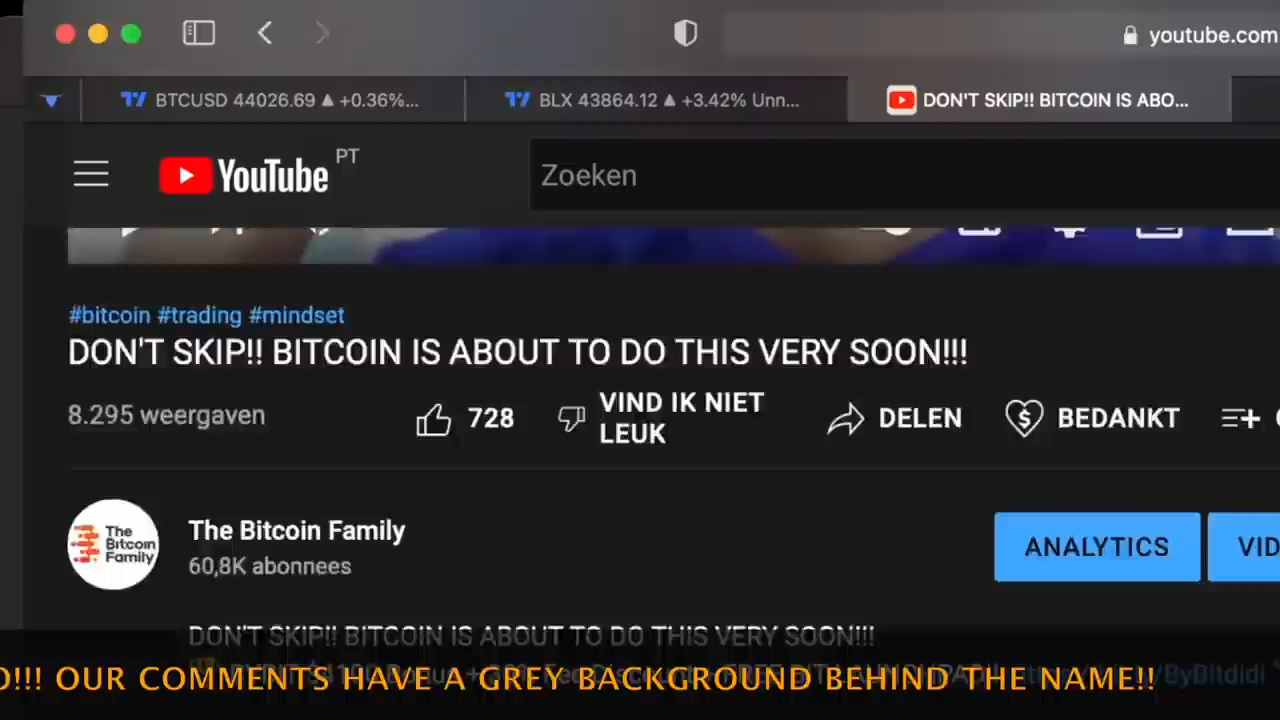 youtube.com
BTCUSD 44026.69 ▲ +0.36%...
BLX 43864.12 ▲ +3.42% Unn...
DON'T SKIP!! BITCOIN IS ABO...
YouTube PT
Zoeken
#bitcoin #trading #mindset
DON'T SKIP!! BITCOIN IS ABOUT TO DO THIS VERY SOON!!!
8.295 weergaven
728
VIND IK NIET
LEUK
DELEN
BEDANKT
The Bitcoin Family
The
Bitcoin
Family
60,8K abonnees
ANALYTICS
VID
DON'T SKIP!! BITCOIN IS ABOUT TO DO THIS VERY SOON!!!
!!! OUR COMMENTS HAVE A GREY BACKGROUND BEHIND THE NAME!!